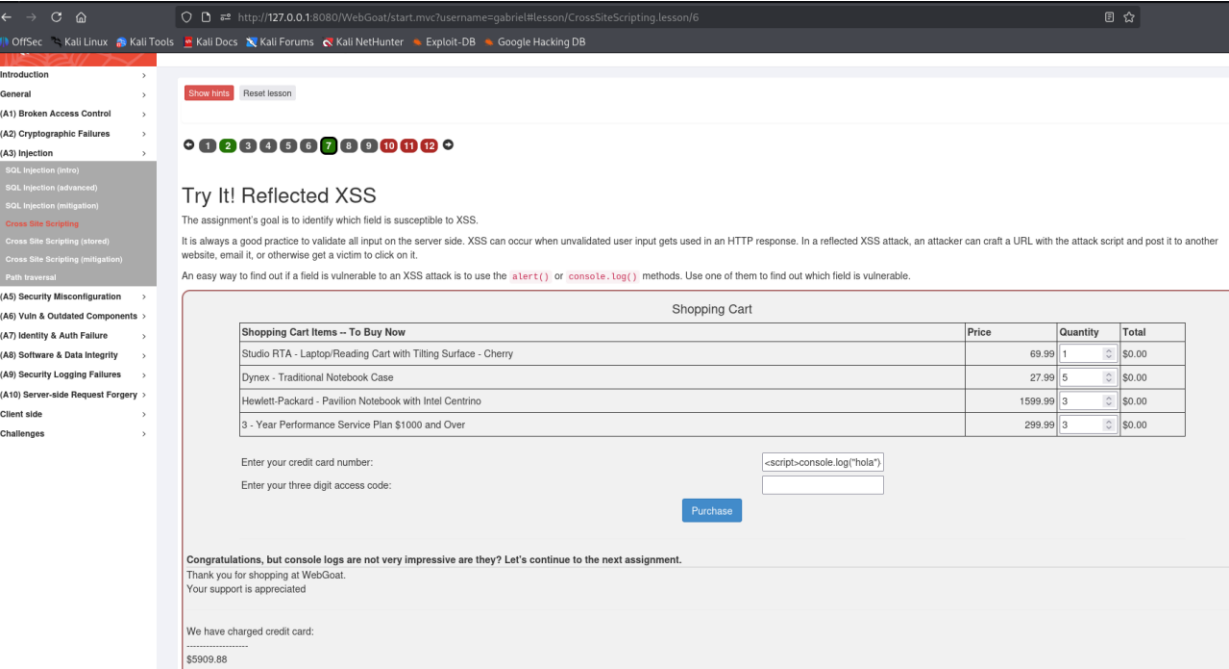 http://127.0.0.1:8080/WebGoat/start.mvc?username=gabriel#lesson/CrossSiteScripting.lesson/6
OffSec Kali Linux Kali Tools Kali Docs Kali Forums Kali NetHunter Exploit-DB Google Hacking DB
Introduction
General
(A1) Broken Access Control
(A2) Cryptographic Failures
(A3) Injection
SQL Injection (intro)
SQL Injection (advanced)
SQL Injection (mitigation)
Cross Site Scripting
Cross Site Scripting (stored)
Cross Site Scripting (mitigation)
Path traversal
(A5) Security Misconfiguration
(A6) Vuln & Outdated Components
(A7) Identity & Auth Failure
(A8) Software & Data Integrity
(A9) Security Logging Failures
(A10) Server-side Request Forgery
Client side
Challenges
Show hints Reset lesson
1 2 3 4 5 6 7 8 9 10 11 12
Try It! Reflected XSS
The assignment's goal is to identify which field is susceptible to XSS.
It is always a good practice to validate all input on the server side. XSS can occur when unvalidated user input gets used in an HTTP response. In a reflected XSS attack, an attacker can craft a URL with the attack script and post it to another
website, email it, or otherwise get a victim to click on it.
An easy way to find out if a field is vulnerable to an XSS attack is to use the alert() or console.log() methods. Use one of them to find out which field is vulnerable.
Shopping Cart
Shopping Cart Items -- To Buy Now Price Quantity Total
Studio RTA - Laptop/Reading Cart with Tilting Surface - Cherry 69.99 1 $0.00
Dynex - Traditional Notebook Case 27.99 5 $0.00
Hewlett-Packard - Pavilion Notebook with Intel Centrino 1599.99 3 $0.00
3 - Year Performance Service Plan $1000 and Over 299.99 3 $0.00
Enter your credit card number: <script>console.log("hola")
Enter your three digit access code:
Purchase
Congratulations, but console logs are not very impressive are they? Let's continue to the next assignment.
Thank you for shopping at WebGoat.
Your support is appreciated
We have charged credit card:
-------------------
$5909.88